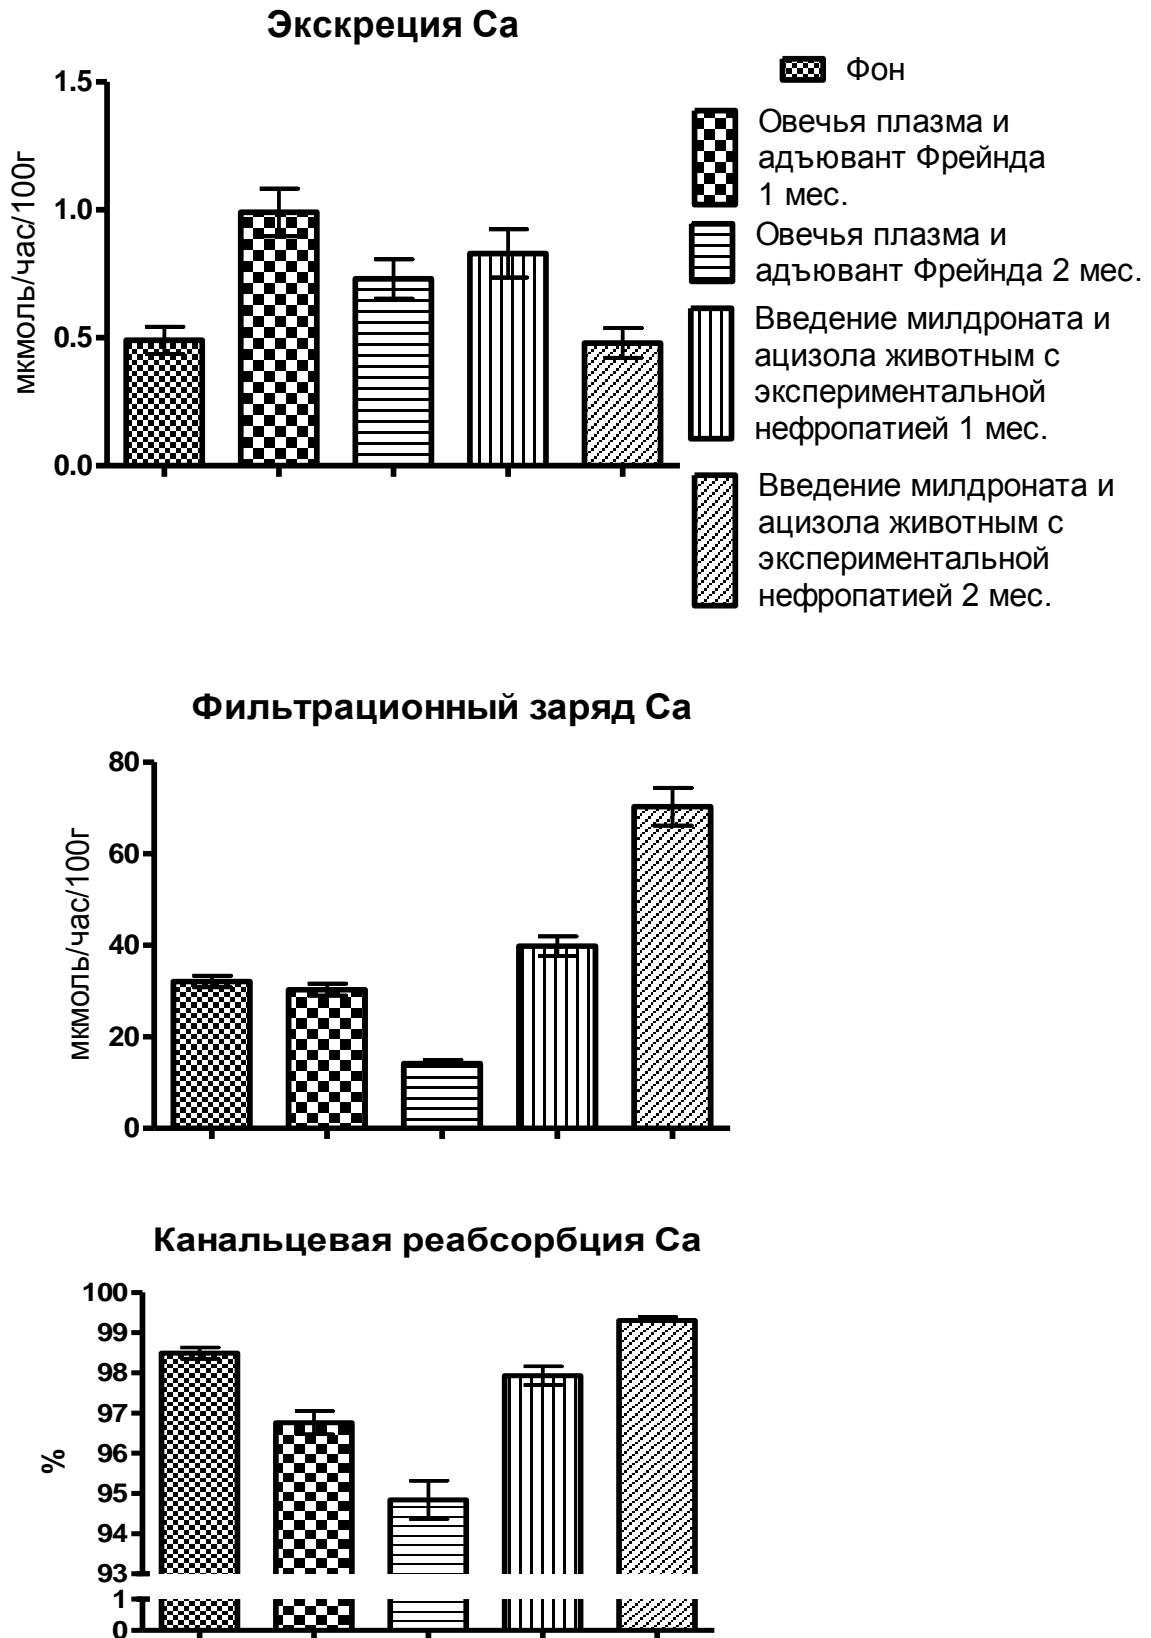 Экскреция Ca
мкмоль/час/100г
1.5
1.0
0.5
0.0
Фон
Овечья плазма и
адъювант Фрейнда
1 мес.
Овечья плазма и
адъювант Фрейнда 2 мес.
Введение милдроната и
ацизола животным с
экспериментальной
нефропатией 1 мес.
Введение милдроната и
ацизола животным с
экспериментальной
нефропатией 2 мес.
Фильтрационный заряд Ca
мкмоль/час/100г
80
60
40
20
0
Канальцевая реабсорбция Ca
%
100
99
98
97
96
95
94
93
1
0